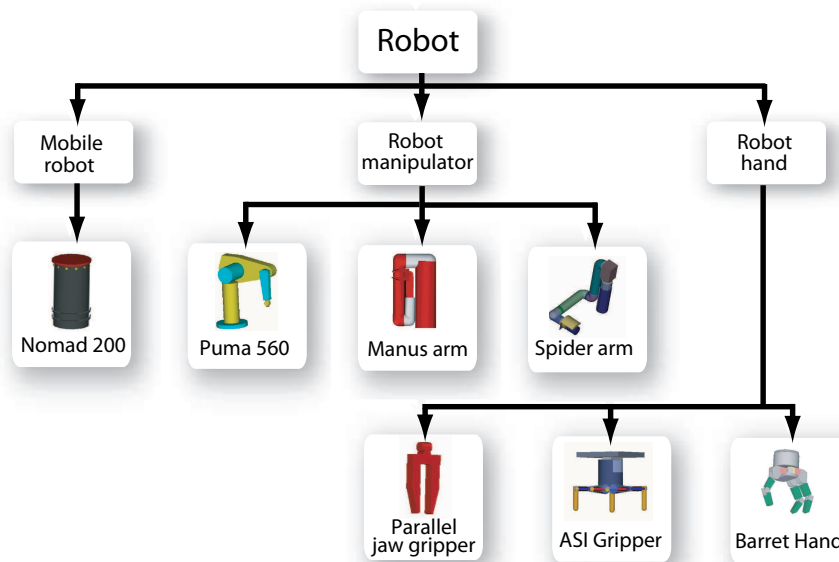 Robot
Mobile
robot
Robot
manipulator
Robot
hand
Nomad 200
Puma 560
Manus arm
Spider arm
Parallel
jaw gripper
ASI Gripper
Barret Hand